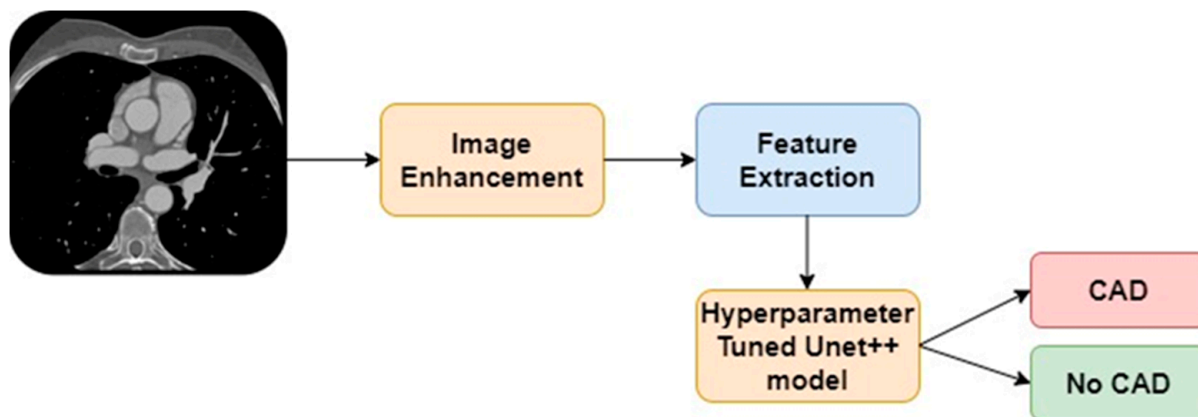 Image
Enhancement
Feature
Extraction
Hyperparameter
Tuned Unet++
model
CAD
No CAD